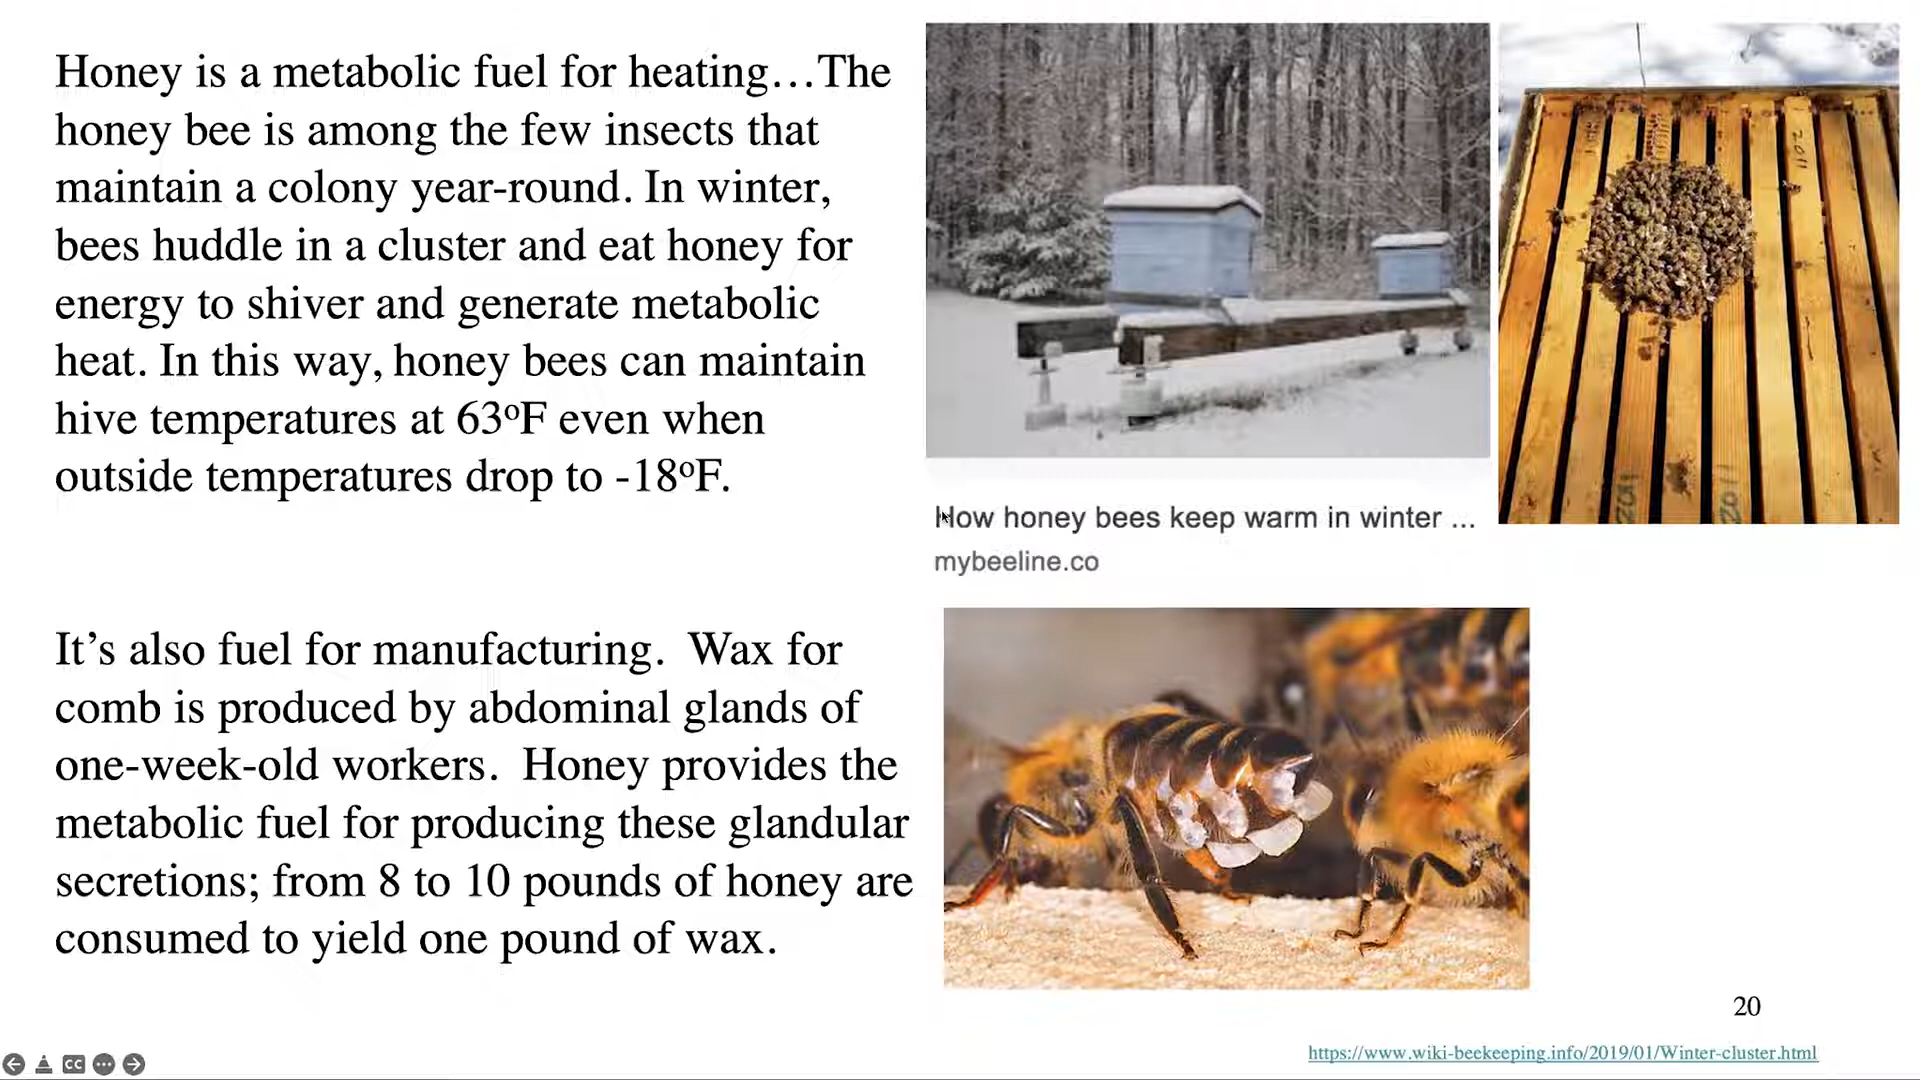 Honey is a metabolic fuel for heating…The
honey bee is among the few insects that
maintain a colony year-round. In winter,
bees huddle in a cluster and eat honey for
energy to shiver and generate metabolic
heat. In this way, honey bees can maintain
hive temperatures at 63ºF even when
outside temperatures drop to -18ºF.
How honey bees keep warm in winter ...
mybeeline.co
It’s also fuel for manufacturing.  Wax for
comb is produced by abdominal glands of
one-week-old workers.  Honey provides the
metabolic fuel for producing these glandular
secretions; from 8 to 10 pounds of honey are
consumed to yield one pound of wax.
2011
2011
20
https://www.wiki-beekeeping.info/2019/01/Winter-cluster.html
CC